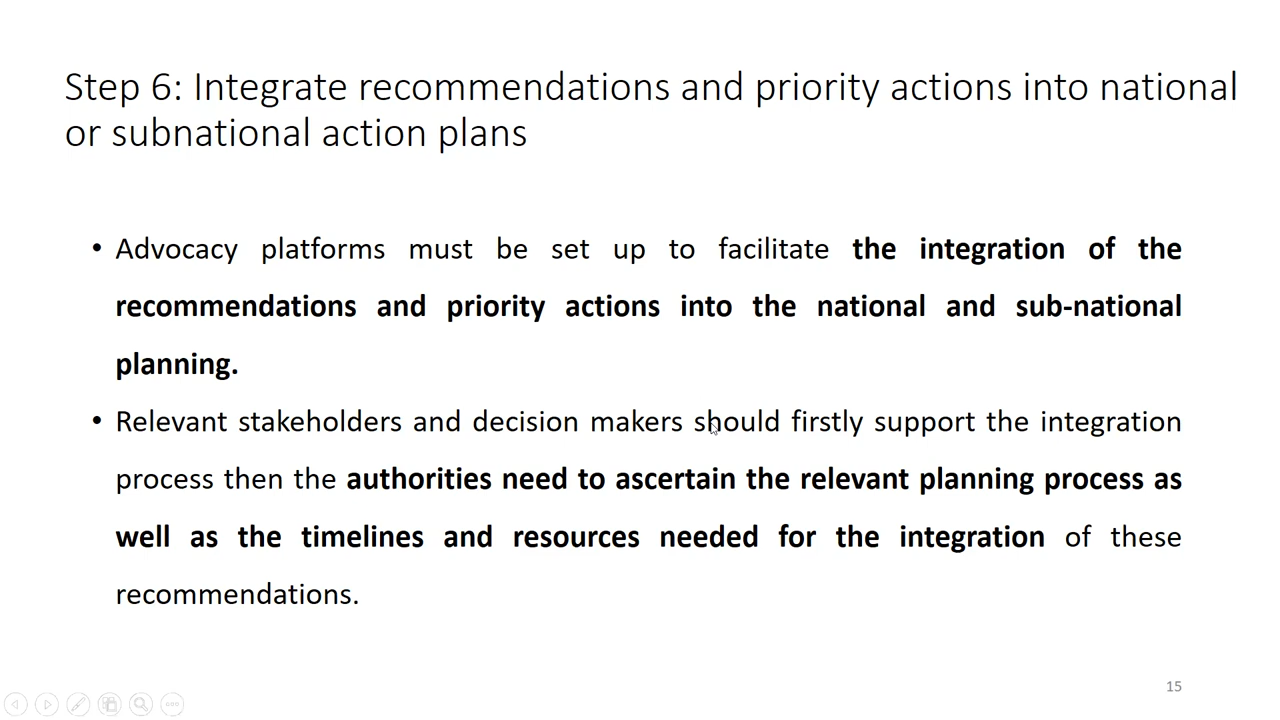 Step 6: Integrate recommendations and priority actions into national
or subnational action plans
• Advocacy platforms must be set up to facilitate the integration of the
recommendations and priority actions into the national and sub-national
planning.
• Relevant stakeholders and decision makers should firstly support the integration
process then the authorities need to ascertain the relevant planning process as
well as the timelines and resources needed for the integration of these
recommendations.
15